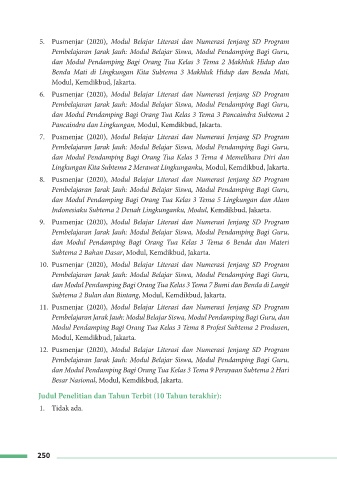 5. Pusmenjar (2020), Modul Belajar Literasi dan Numerasi Jenjang SD Program
Pembelajaran Jarak Jauh: Modul Belajar Siswa, Modul Pendamping Bagi Guru,
dan Modul Pendamping Bagi Orang Tua Kelas 3 Tema 2 Makhluk Hidup dan
Benda Mati di Lingkungan Kita Subtema 3 Makhluk Hidup dan Benda Mati,
Modul, Kemdikbud, Jakarta.
6. Pusmenjar (2020), Modul Belajar Literasi dan Numerasi Jenjang SD Program
Pembelajaran Jarak Jauh: Modul Belajar Siswa, Modul Pendamping Bagi Guru,
dan Modul Pendamping Bagi Orang Tua Kelas 3 Tema 3 Pancaindra Subtema 2
Pancaindra dan Lingkungan, Modul, Kemdikbud, Jakarta.
7. Pusmenjar (2020), Modul Belajar Literasi dan Numerasi Jenjang SD Program
Pembelajaran Jarak Jauh: Modul Belajar Siswa, Modul Pendamping Bagi Guru,
dan Modul Pendamping Bagi Orang Tua Kelas 3 Tema 4 Memelihara Diri dan
Lingkungan Kita Subtema 2 Merawat Lingkunganku, Modul, Kemdikbud, Jakarta.
8. Pusmenjar (2020), Modul Belajar Literasi dan Numerasi Jenjang SD Program
Pembelajaran Jarak Jauh: Modul Belajar Siswa, Modul Pendamping Bagi Guru,
dan Modul Pendamping Bagi Orang Tua Kelas 3 Tema 5 Lingkungan dan Alam
Indonesiaku Subtema 2 Denah Lingkunganku, Modul, Kemdikbud, Jakarta.
9. Pusmenjar (2020), Modul Belajar Literasi dan Numerasi Jenjang SD Program
Pembelajaran Jarak Jauh: Modul Belajar Siswa, Modul Pendamping Bagi Guru,
dan Modul Pendamping Bagi Orang Tua Kelas 3 Tema 6 Benda dan Materi
Subtema 2 Bahan Dasar, Modul, Kemdikbud, Jakarta.
10. Pusmenjar (2020), Modul Belajar Literasi dan Numerasi Jenjang SD Program
Pembelajaran Jarak Jauh: Modul Belajar Siswa, Modul Pendamping Bagi Guru,
dan Modul Pendamping Bagi Orang Tua Kelas 3 Tema 7 Bumi dan Benda di Langit
Subtema 2 Bulan dan Bintang, Modul, Kemdikbud, Jakarta.
11. Pusmenjar (2020), Modul Belajar Literasi dan Numerasi Jenjang SD Program
Pembelajaran Jarak Jauh: Modul Belajar Siswa, Modul Pendamping Bagi Guru, dan
Modul Pendamping Bagi Orang Tua Kelas 3 Tema 8 Profesi Subtema 2 Produsen,
Modul, Kemdikbud, Jakarta.
12. Pusmenjar (2020), Modul Belajar Literasi dan Numerasi Jenjang SD Program
Pembelajaran Jarak Jauh: Modul Belajar Siswa, Modul Pendamping Bagi Guru,
dan Modul Pendamping Bagi Orang Tua Kelas 3 Tema 9 Perayaan Subtema 2 Hari
Besar Nasional, Modul, Kemdikbud, Jakarta.
Judul Penelitian dan Tahun Terbit (10 Tahun terakhir):
1. Tidak ada.
250